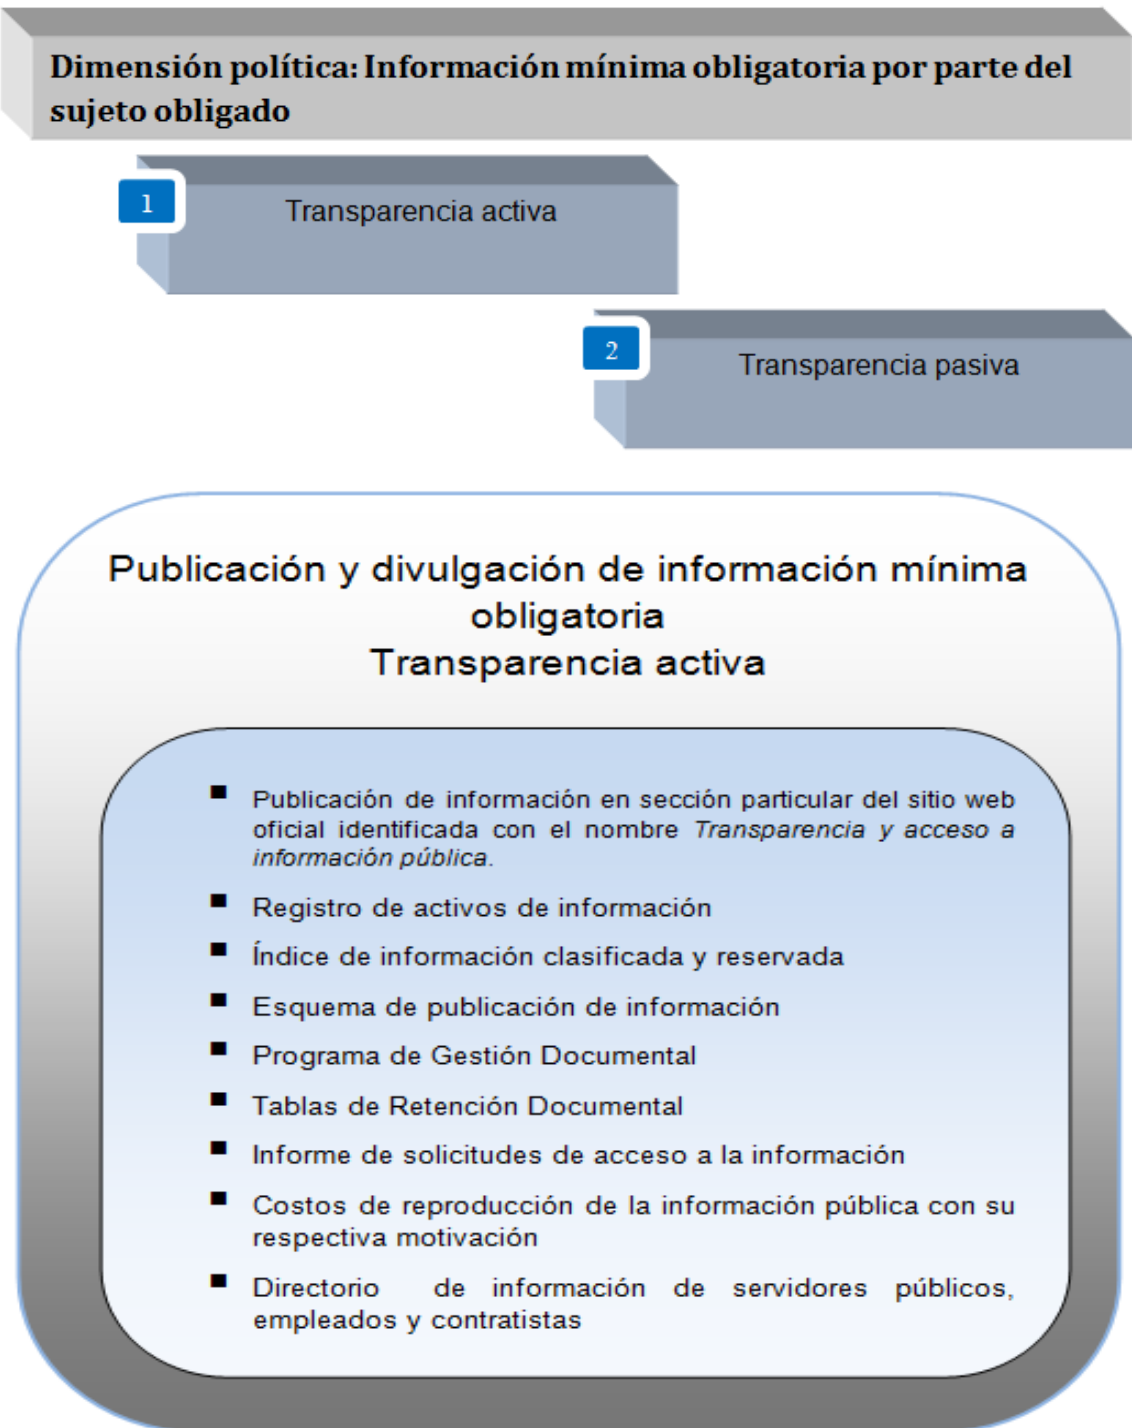 Dimensión política: Información mínima obligatoria por parte del
sujeto obligado
1
Transparencia activa
2
Transparencia pasiva
Publicación y divulgación de información mínima
obligatoria
Transparencia activa
▪ Publicación de información en sección particular del sitio web
oficial identificada con el nombre Transparencia y acceso a
información pública.
▪ Registro de activos de información
▪ Índice de información clasificada y reservada
▪ Esquema de publicación de información
▪ Programa de Gestión Documental
▪ Tablas de Retención Documental
▪ Informe de solicitudes de acceso a la información
▪ Costos de reproducción de la información pública con su
respectiva motivación
▪ Directorio de información de servidores públicos,
empleados y contratistas